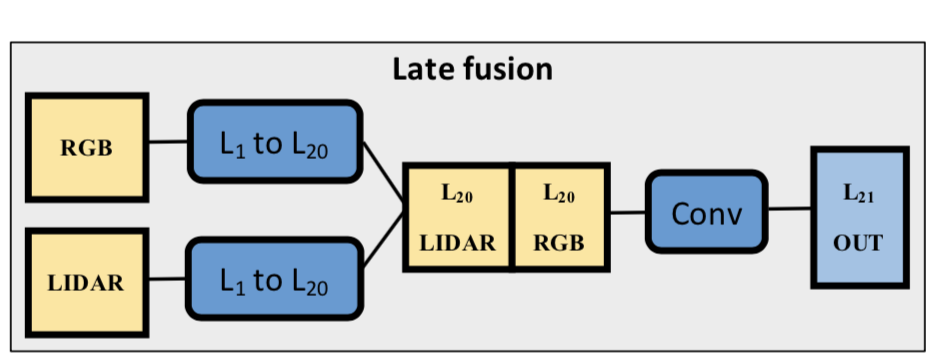 Late fusion
RGB
L₁ to L₂₀
LIDAR
L₁ to L₂₀
L₂₀
LIDAR
L₂₀
RGB
Conv
L₂₁
OUT